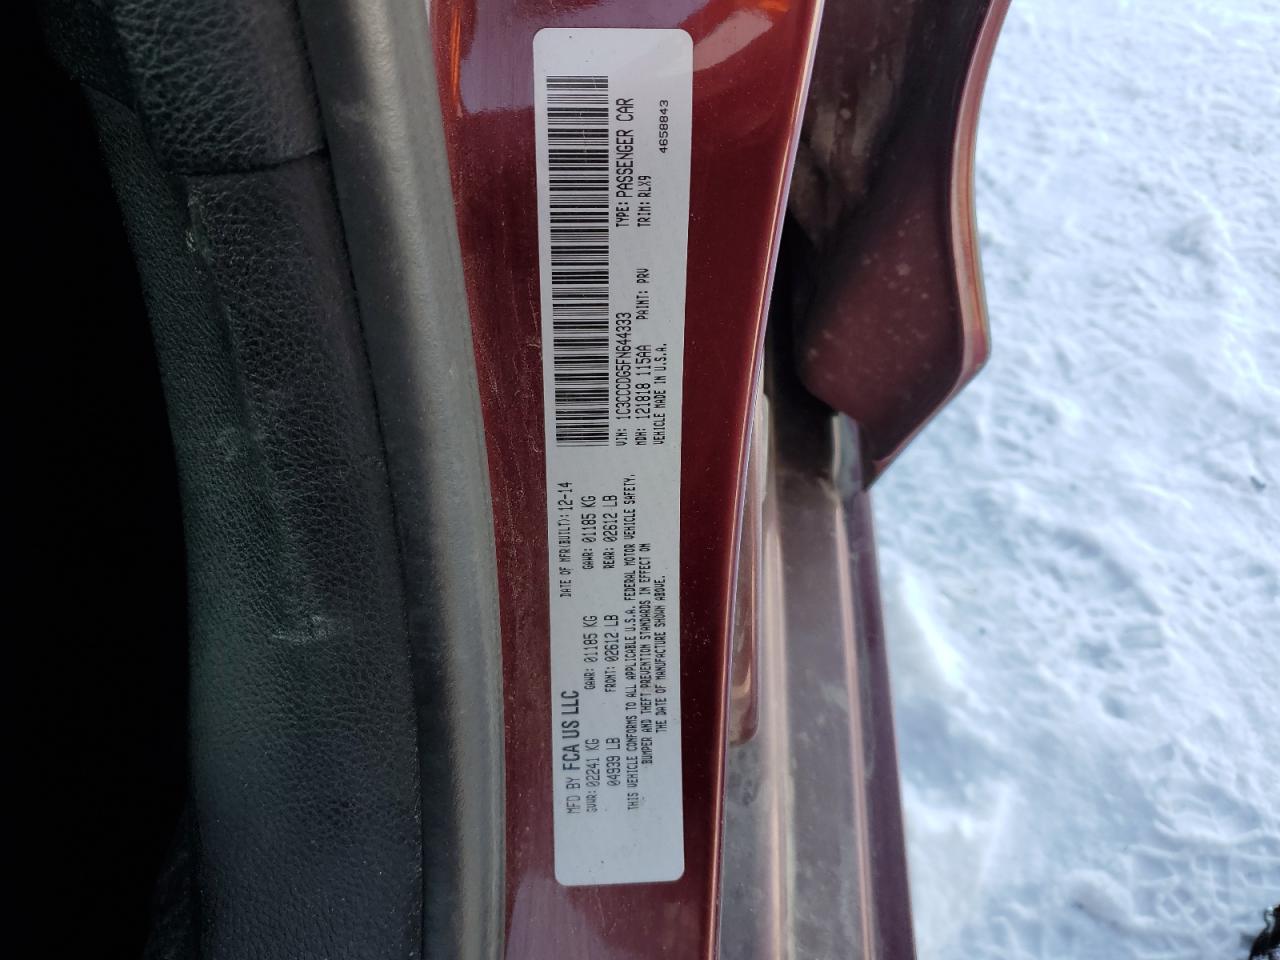 MFD BY FCA US LLC DATE OF MFR(BUILT): 12-14
GVWR: 02241 KG GAWR: 01185 KG GAWR: 01185 KG
04939 LB FRONT: 02612 LB REAR: 02612 LB
THIS VEHICLE CONFORMS TO ALL APPLICABLE U.S.A. FEDERAL MOTOR VEHICLE SAFETY,
BUMPER AND THEFT PREVENTION STANDARDS IN EFFECT ON
THE DATE OF MANUFACTURE SHOWN ABOVE.
VIN: 1C3CDCDG5FN644333 TYPE: PASSENGER CAR
MDH: 121818 115AA PAINT: PRV TRIM: RLX9
VEHICLE MADE IN U.S.A. 4658843